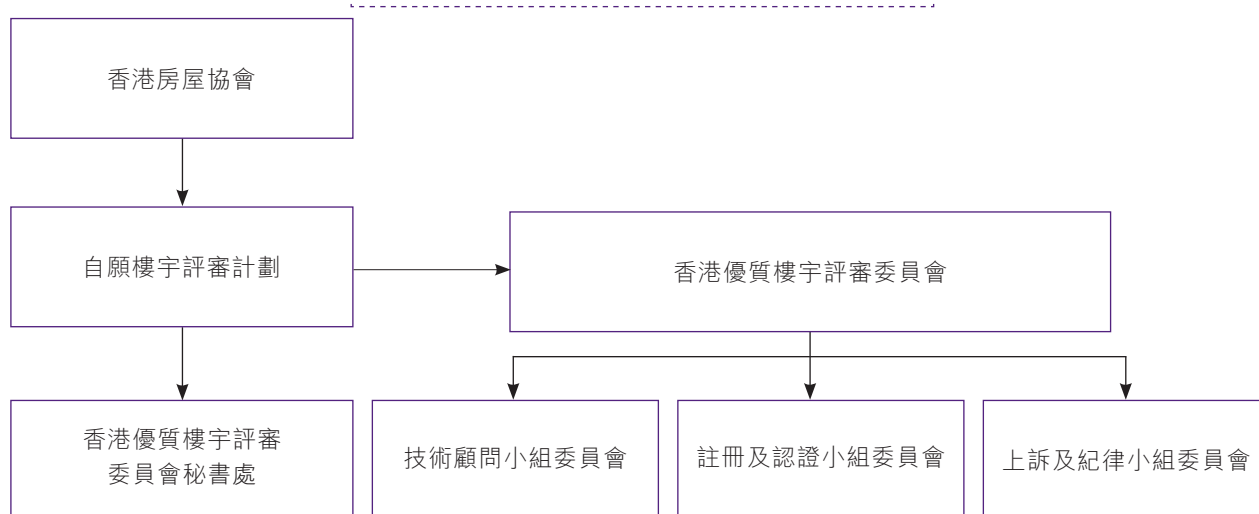 香港房屋協會
自願樓宇評審計劃
香港優質樓宇評審委員會
香港優質樓宇評審
委員會秘書處
技術顧問小組委員會
註冊及認證小組委員會
上訴及紀律小組委員會